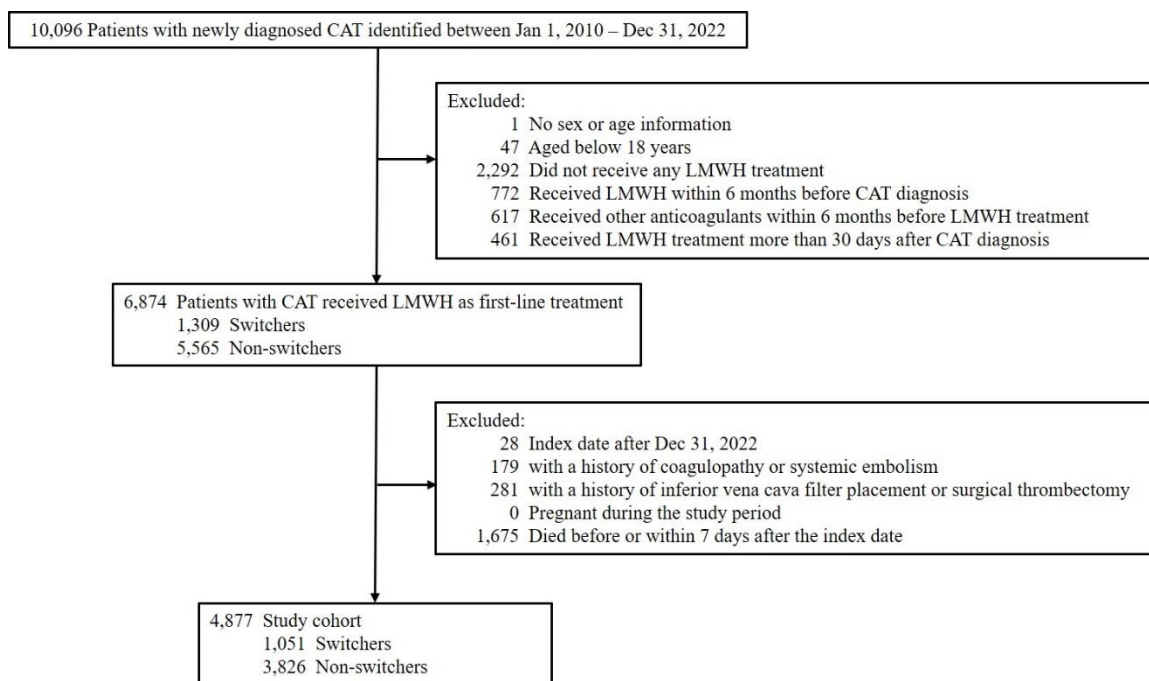 10,096 Patients with newly diagnosed CAT identified between Jan 1, 2010 – Dec 31, 2022
Excluded:
1 No sex or age information
47 Aged below 18 years
2,292 Did not receive any LMWH treatment
772 Received LMWH within 6 months before CAT diagnosis
617 Received other anticoagulants within 6 months before LMWH treatment
461 Received LMWH treatment more than 30 days after CAT diagnosis
6,874 Patients with CAT received LMWH as first-line treatment
1,309 Switchers
5,565 Non-switchers
Excluded:
28 Index date after Dec 31, 2022
179 with a history of coagulopathy or systemic embolism
281 with a history of inferior vena cava filter placement or surgical thrombectomy
0 Pregnant during the study period
1,675 Died before or within 7 days after the index date
4,877 Study cohort
1,051 Switchers
3,826 Non-switchers